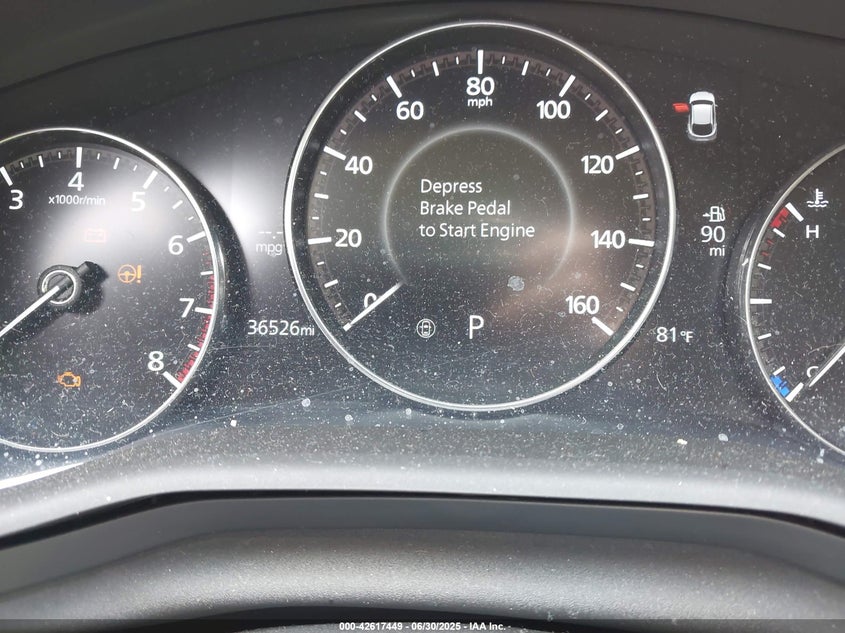 3
4
5
6
7
8
x1000r/min
--.-
mpg
36526mi
0
20
40
60
80
mph
100
120
140
160
Depress
Brake Pedal
to Start Engine
P
90
mi
81°F
H
C
000-42617449 - 06/30/2025 - IAA Inc.